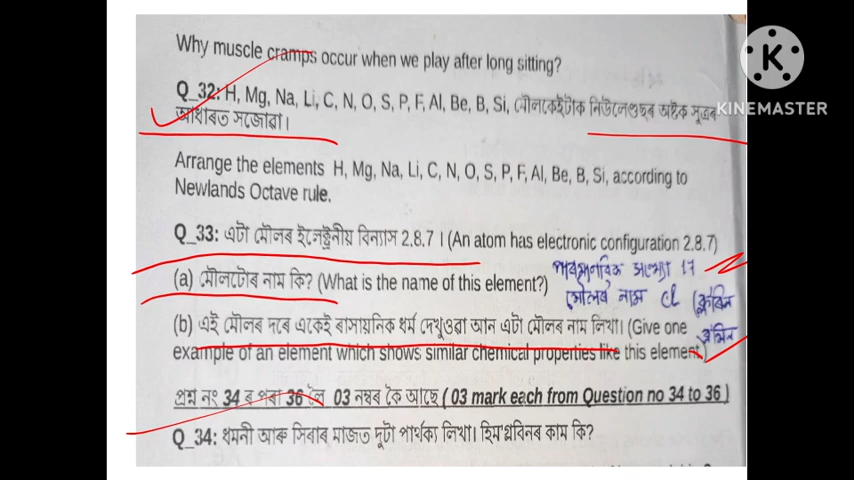 Why muscle cramps occur when we play after long sitting?
Q_32: H, Mg, Na, Li, C, N, O, S, P, F, Al, Be, B, Si, মৌলকেইটাক নিউলেণ্ডছৰ অষ্টক সূত্ৰৰ
আধাৰত সজোৱা।
KINEMASTER
Arrange the elements H, Mg, Na, Li, C, N, O, S, P, F, Al, Be, B, Si, according to
Newlands Octave rule.
Q_33: এটা মৌলৰ ইলেক্ট্ৰনীয় বিন্যাস 2.8.7 । (An atom has electronic configuration 2.8.7)
(a) মৌলটোৰ নাম কি? (What is the name of this element?)
পাৰমাণৱিক সংখ্যা 17
মৌলৰ নাম Cl (ক্ল'ৰিন
(b) এই মৌলৰ দৰে একেই ৰাসায়নিক ধৰ্ম দেখুওৱা আন এটা মৌলৰ নাম লিখা। (Give one
ব্ৰ'মিন
example of an element which shows similar chemical properties like this element.)
প্ৰশ্ন নং 34 ৰ পৰা 36 লৈ 03 নম্বৰ কৈ আছে ( 03 mark each from Question no 34 to 36 )
Q_34: ধমনী আৰু সিৰাৰ মাজত দুটা পাৰ্থক্য লিখা। হিম'গ্লবিনৰ কাম কি?